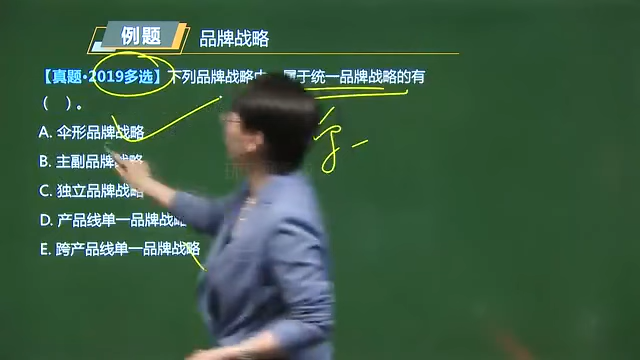 例题 品牌战略
【真题·2019多选】下列品牌战略中，属于统一品牌战略的有
（ ）。
A. 伞形品牌战略
B. 主副品牌战略
C. 独立品牌战略
D. 产品线单一品牌战略
E. 跨产品线单一品牌战略